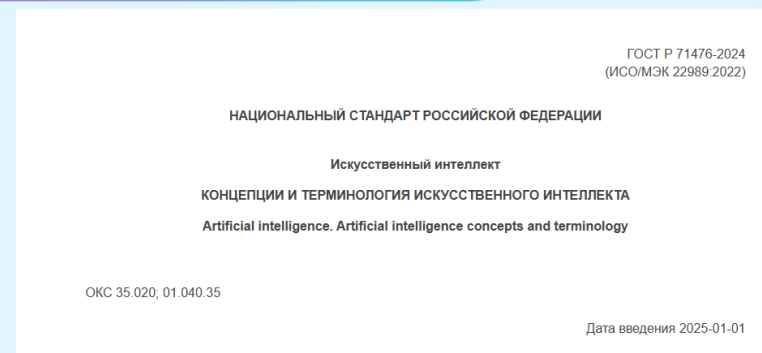 ГОСТ Р 71476-2024
(ИСО/МЭК 22989:2022)
НАЦИОНАЛЬНЫЙ СТАНДАРТ РОССИЙСКОЙ ФЕДЕРАЦИИ
Искусственный интеллект
КОНЦЕПЦИИ И ТЕРМИНОЛОГИЯ ИСКУССТВЕННОГО ИНТЕЛЛЕКТА
Artificial intelligence. Artificial intelligence concepts and terminology
ОКС 35.020; 01.040.35
Дата введения 2025-01-01